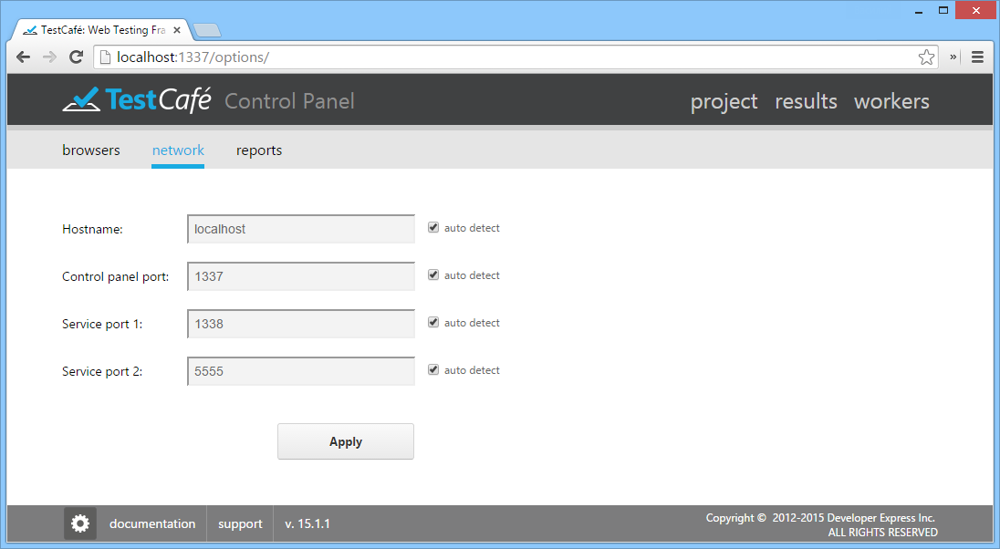 TestCafé: Web Testing Fra
localhost:1337/options/
TestCafé Control Panel project results workers
browsers network reports
Hostname: localhost auto detect
Control panel port: 1337 auto detect
Service port 1: 1338 auto detect
Service port 2: 5555 auto detect
Apply
documentation support v. 15.1.1
Copyright © 2012-2015 Developer Express Inc.
ALL RIGHTS RESERVED